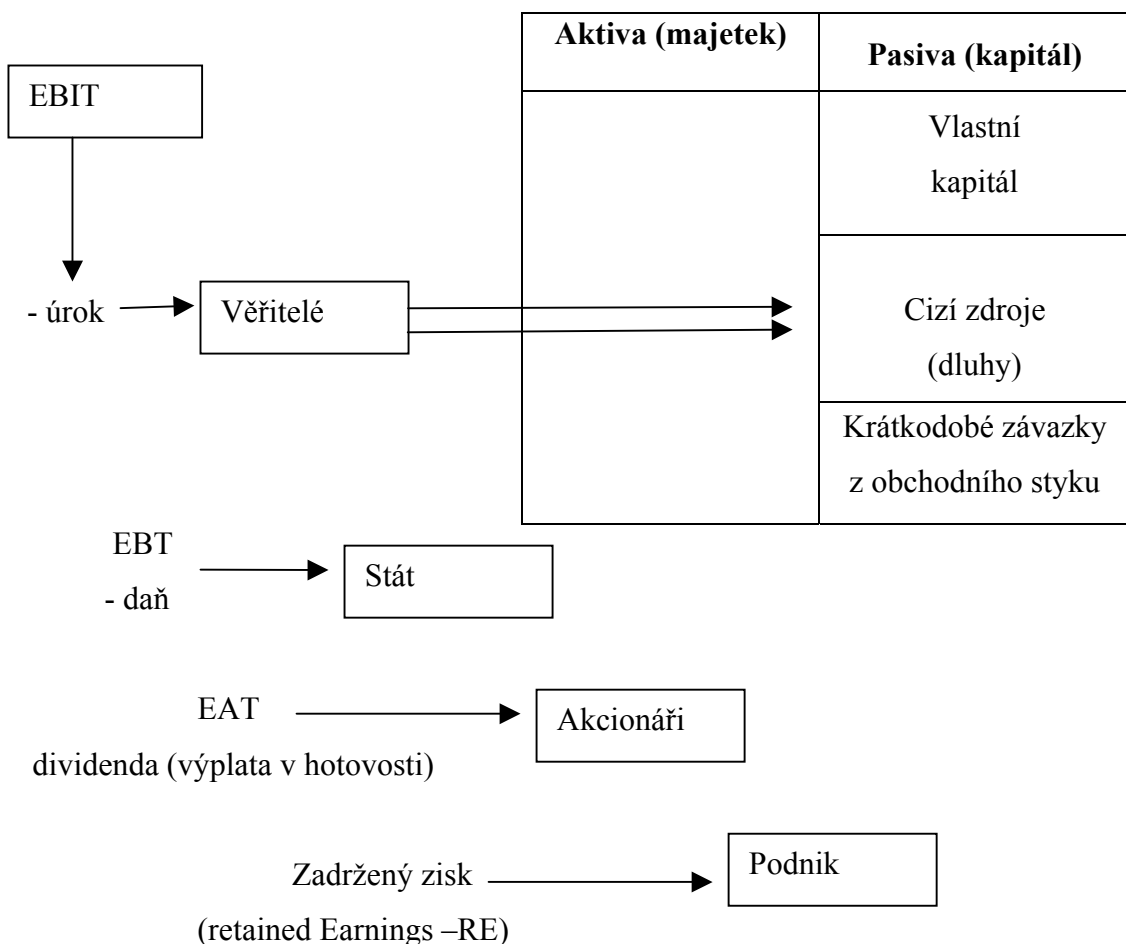 Aktiva (majetek)
Pasiva (kapitál)
EBIT
Vlastní
kapitál
- úrok
Věřitelé
Cizí zdroje
(dluhy)
Krátkodobé závazky
z obchodního styku
EBT
- daň
Stát
EAT
Akcionáři
dividenda (výplata v hotovosti)
Zadržený zisk
Podnik
(retained Earnings –RE)